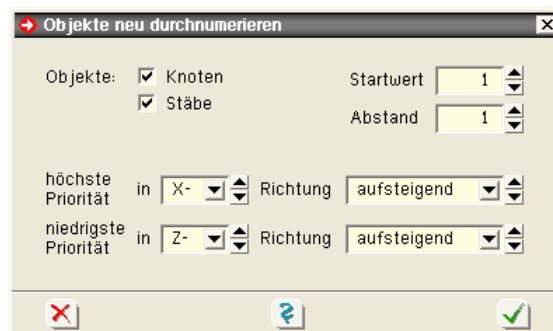 Objekte neu durchnumerieren
Objekte: Knoten Startwert 1
Stäbe Abstand 1
höchste Priorität in X- Richtung aufsteigend
niedrigste Priorität in Z- Richtung aufsteigend